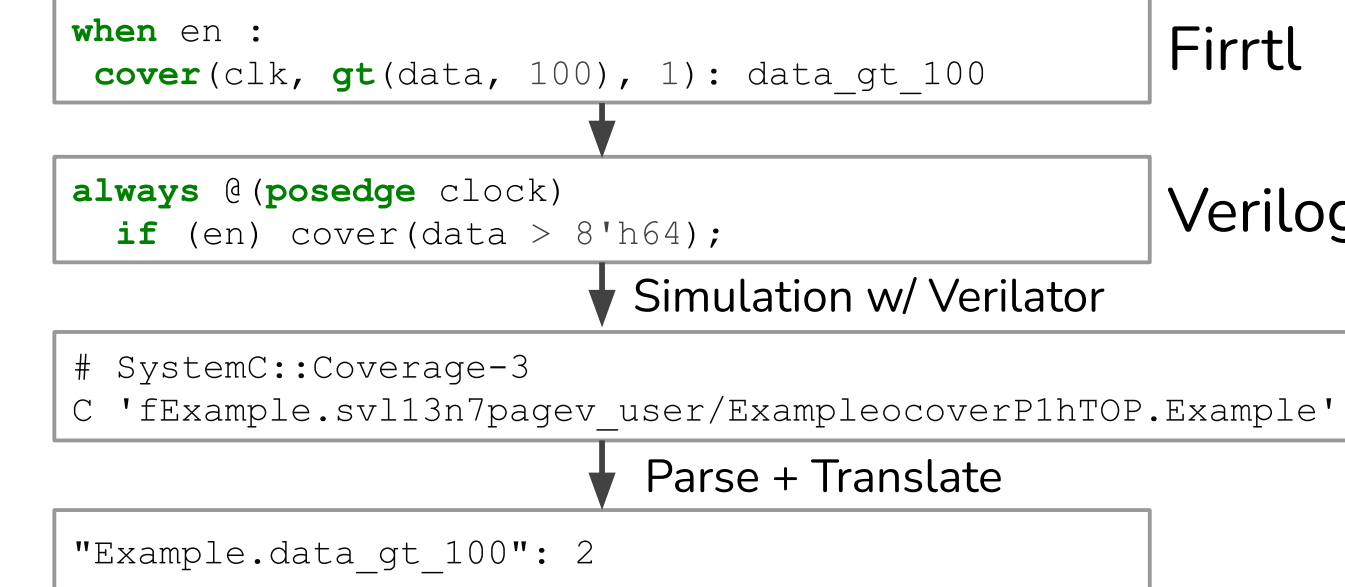 when en :
cover(clk, gt(data, 100), 1): data_gt_100
Firrtl
always @(posedge clock)
if (en) cover(data > 8'h64);
Verilog
Simulation w/ Verilator
# SystemC::Coverage-3
C 'fExample.svl13n7pagev_user/ExampleocoverP1hTOP.Example'
Parse + Translate
"Example.data_gt_100": 2